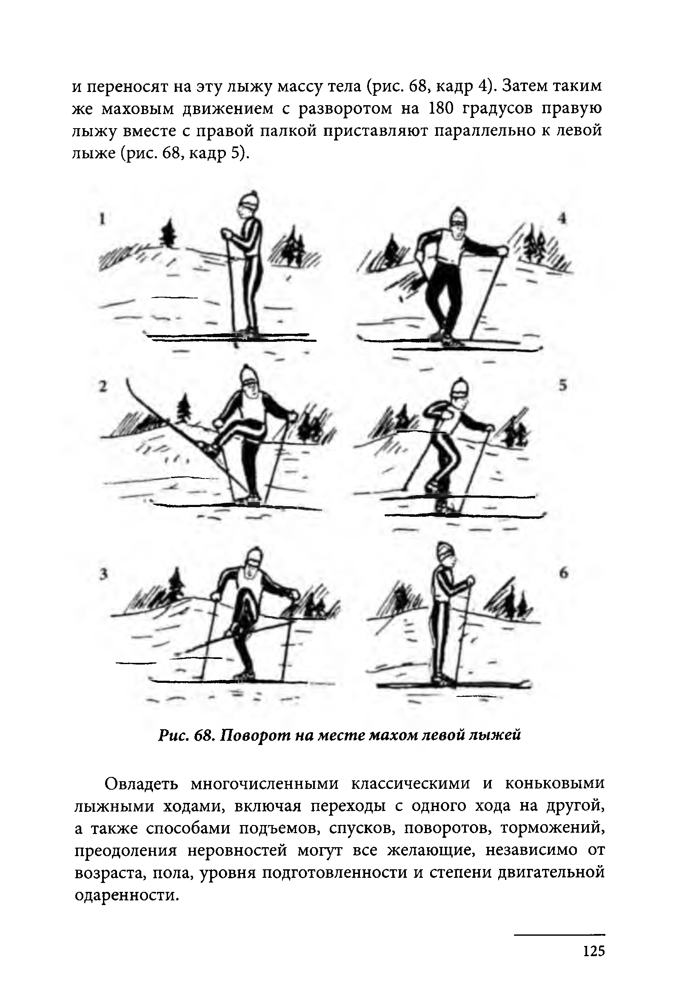 и переносят на эту лыжу массу тела (рис. 68, кадр 4). Затем таким
же маховым движением с разворотом на 180 градусов правую
лыжу вместе с правой палкой приставляют параллельно к левой
лыже (рис. 68, кадр 5).
1
4
2
5
3
6
Рис. 68. Поворот на месте махом левой лыжей
Овладеть многочисленными классическими и коньковыми
лыжными ходами, включая переходы с одного хода на другой,
а также способами подъемов, спусков, поворотов, торможений,
преодоления неровностей могут все желающие, независимо от
возраста, пола, уровня подготовленности и степени двигательной
одаренности.
125